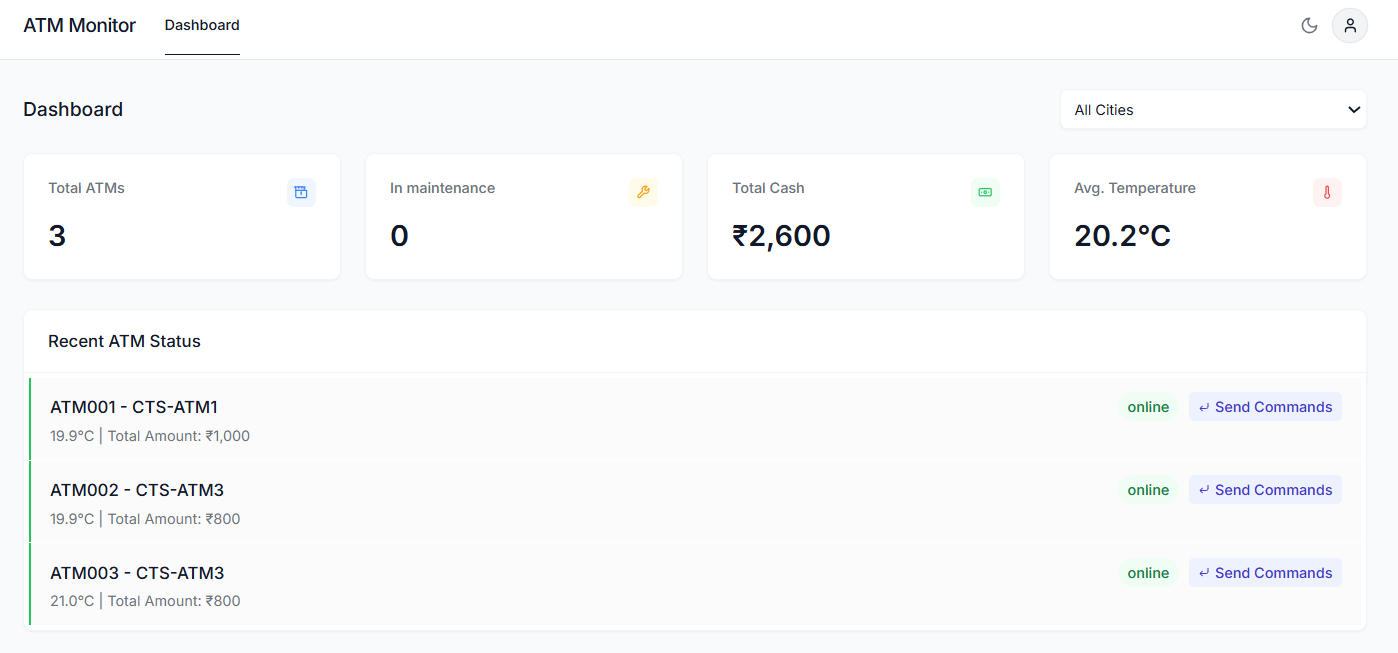 ATM Monitor
Dashboard
Dashboard
All Cities
Total ATMs
3
In maintenance
0
Total Cash
₹2,600
Avg. Temperature
20.2°C
Recent ATM Status
ATM001 - CTS-ATM1
19.9°C | Total Amount: ₹1,000
online
Send Commands
ATM002 - CTS-ATM3
19.9°C | Total Amount: ₹800
online
Send Commands
ATM003 - CTS-ATM3
21.0°C | Total Amount: ₹800
online
Send Commands